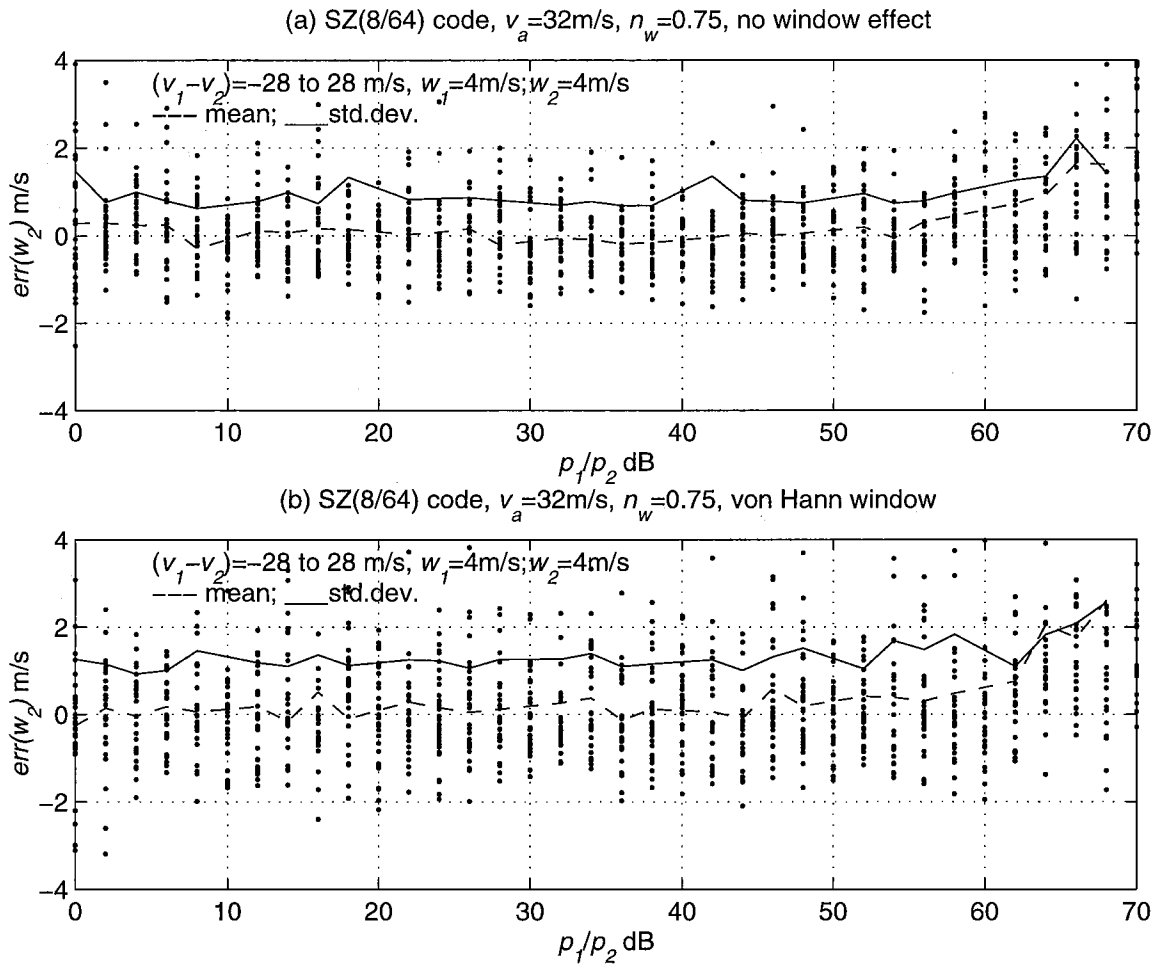 (a) SZ(8/64) code, v_a=32m/s, n_w=0.75, no window effect
(v_1−v_2)=−28 to 28 m/s, w_1=4m/s;w_2=4m/s
−−− mean; ___std.dev.
err(w_2) m/s
4
2
0
−2
−4
0 10 20 30 40 50 60 70
p_1/p_2 dB
(b) SZ(8/64) code, v_a=32m/s, n_w=0.75, von Hann window
(v_1−v_2)=−28 to 28 m/s, w_1=4m/s;w_2=4m/s
−−− mean; ___std.dev.
err(w_2) m/s
4
2
0
−2
−4
0 10 20 30 40 50 60 70
p_1/p_2 dB